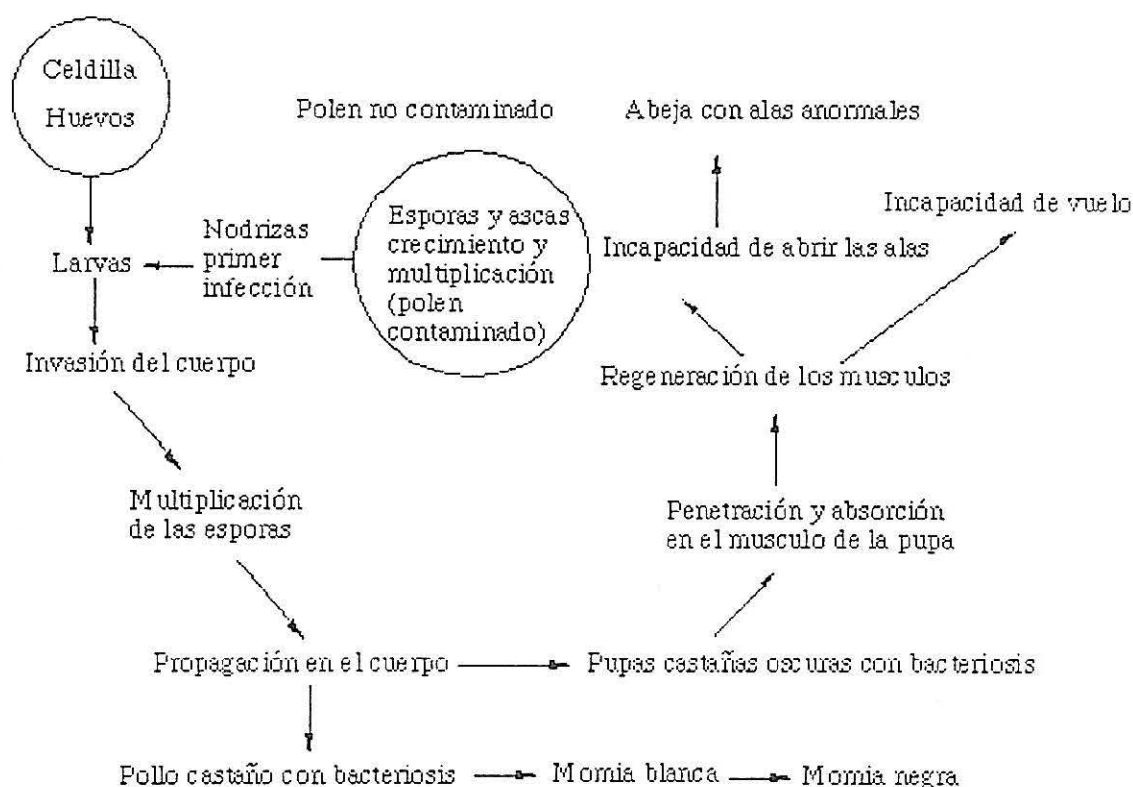 Celdilla
Huevos
Polen no contaminado
Abeja con alas anormales
Esporas y ascas
crecimiento y
multiplicación
(polen
contaminado)
Nodrizas
primer
infección
Larvas
Incapacidad de vuelo
Incapacidad de abrir las alas
Invasión del cuerpo
Regeneración de los musculos
Multiplicación
de las esporas
Penetración y absorción
en el musculo de la pupa
Propagación en el cuerpo
Pupas castañas oscuras con bacteriosis
Pollo castaño con bacteriosis
Momia blanca
Momia negra